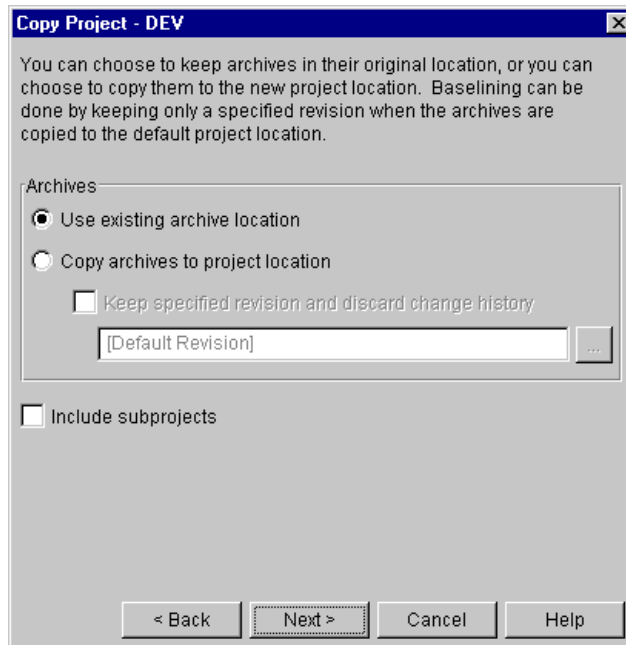 Copy Project - DEV
You can choose to keep archives in their original location, or you can
choose to copy them to the new project location. Baselining can be
done by keeping only a specified revision when the archives are
copied to the default project location.
Archives
Use existing archive location
Copy archives to project location
Keep specified revision and discard change history
[Default Revision]
...
Include subprojects
< Back
Next >
Cancel
Help